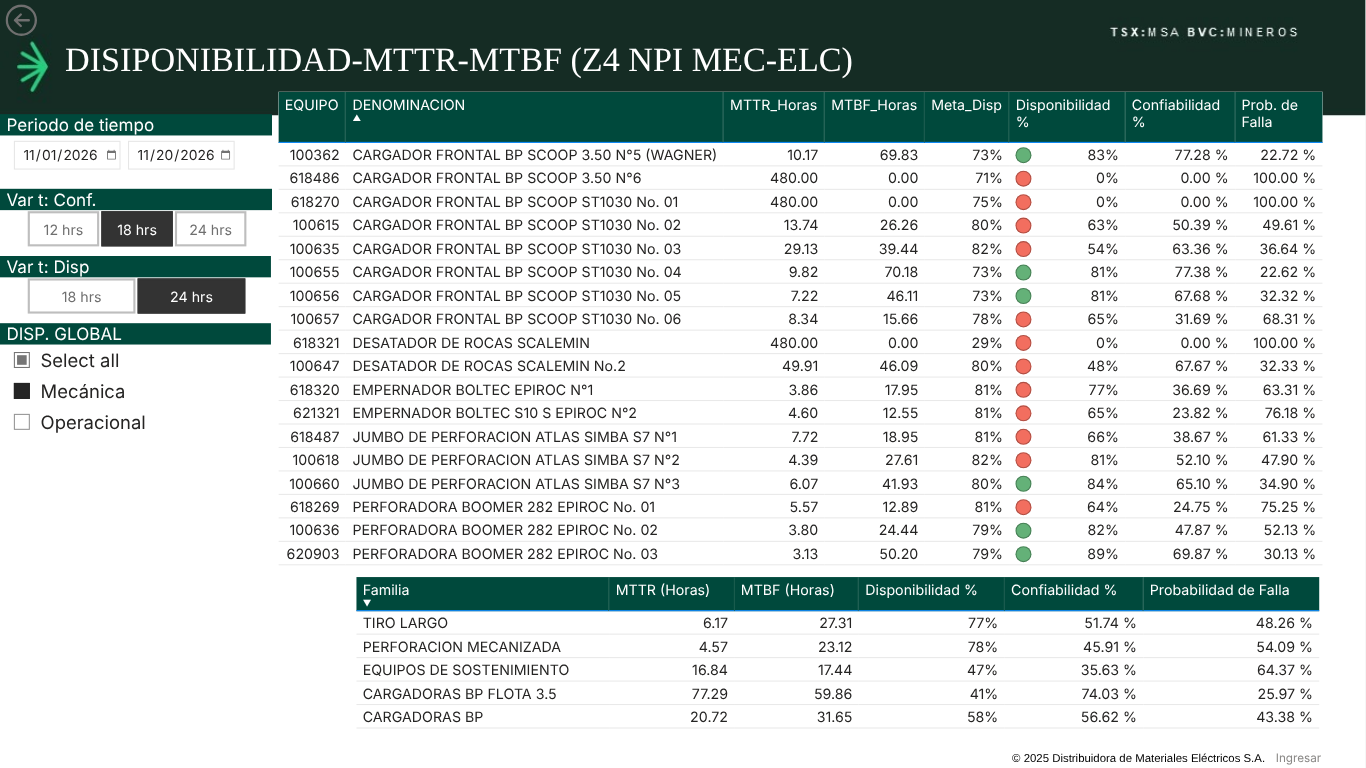 TSX:MSA BVC:MINEROS
DISIPONIBILIDAD-MTTR-MTBF (Z4 NPI MEC-ELC)
Periodo de tiempo
11/01/2026 11/20/2026
Var t: Conf.
12 hrs 18 hrs 24 hrs
Var t: Disp
18 hrs 24 hrs
DISP. GLOBAL
Select all
Mecánica
Operacional
EQUIPO DENOMINACION MTTR_Horas MTBF_Horas Meta_Disp Disponibilidad % Confiabilidad % Prob. de Falla
100362 CARGADOR FRONTAL BP SCOOP 3.50 N°5 (WAGNER) 10.17 69.83 73% 83% 77.28 % 22.72 %
618486 CARGADOR FRONTAL BP SCOOP 3.50 N°6 480.00 0.00 71% 0% 0.00 % 100.00 %
618270 CARGADOR FRONTAL BP SCOOP ST1030 No. 01 480.00 0.00 75% 0% 0.00 % 100.00 %
100615 CARGADOR FRONTAL BP SCOOP ST1030 No. 02 13.74 26.26 80% 63% 50.39 % 49.61 %
100635 CARGADOR FRONTAL BP SCOOP ST1030 No. 03 29.13 39.44 82% 54% 63.36 % 36.64 %
100655 CARGADOR FRONTAL BP SCOOP ST1030 No. 04 9.82 70.18 73% 81% 77.38 % 22.62 %
100656 CARGADOR FRONTAL BP SCOOP ST1030 No. 05 7.22 46.11 73% 81% 67.68 % 32.32 %
100657 CARGADOR FRONTAL BP SCOOP ST1030 No. 06 8.34 15.66 78% 65% 31.69 % 68.31 %
618321 DESATADOR DE ROCAS SCALEMIN 480.00 0.00 29% 0% 0.00 % 100.00 %
100647 DESATADOR DE ROCAS SCALEMIN No.2 49.91 46.09 80% 48% 67.67 % 32.33 %
618320 EMPERNADOR BOLTEC EPIROC N°1 3.86 17.95 81% 77% 36.69 % 63.31 %
621321 EMPERNADOR BOLTEC S10 S EPIROC N°2 4.60 12.55 81% 65% 23.82 % 76.18 %
618487 JUMBO DE PERFORACION ATLAS SIMBA S7 N°1 7.72 18.95 81% 66% 38.67 % 61.33 %
100618 JUMBO DE PERFORACION ATLAS SIMBA S7 N°2 4.39 27.61 82% 81% 52.10 % 47.90 %
100660 JUMBO DE PERFORACION ATLAS SIMBA S7 N°3 6.07 41.93 80% 84% 65.10 % 34.90 %
618269 PERFORADORA BOOMER 282 EPIROC No. 01 5.57 12.89 81% 64% 24.75 % 75.25 %
100636 PERFORADORA BOOMER 282 EPIROC No. 02 3.80 24.44 79% 82% 47.87 % 52.13 %
620903 PERFORADORA BOOMER 282 EPIROC No. 03 3.13 50.20 79% 89% 69.87 % 30.13 %
Familia MTTR (Horas) MTBF (Horas) Disponibilidad % Confiabilidad % Probabilidad de Falla
TIRO LARGO 6.17 27.31 77% 51.74 % 48.26 %
PERFORACION MECANIZADA 4.57 23.12 78% 45.91 % 54.09 %
EQUIPOS DE SOSTENIMIENTO 16.84 17.44 47% 35.63 % 64.37 %
CARGADORAS BP FLOTA 3.5 77.29 59.86 41% 74.03 % 25.97 %
CARGADORAS BP 20.72 31.65 58% 56.62 % 43.38 %
© 2025 Distribuidora de Materiales Eléctricos S.A. Ingresar